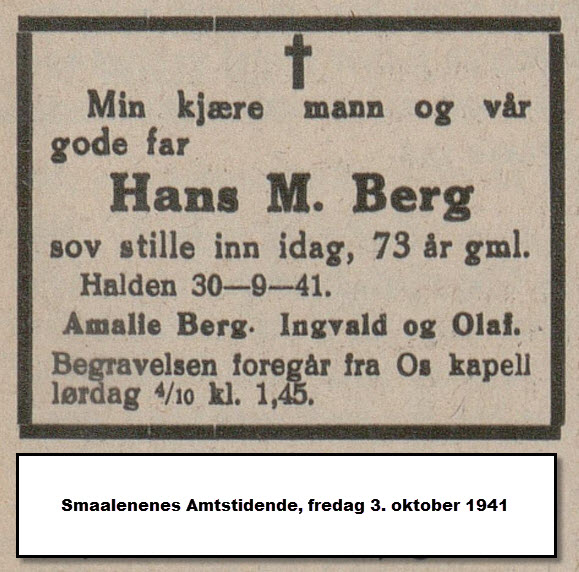 Min kjære mann og vår
gode far
Hans M. Berg
sov stille inn idag, 73 år gml.
Halden 30—9—41.
Amalie Berg. Ingvald og Olaf.
Begravelsen foregår fra Os kapell
lørdag 4/10 kl. 1,45.
Smaalenenes Amtstidende, fredag 3. oktober 1941